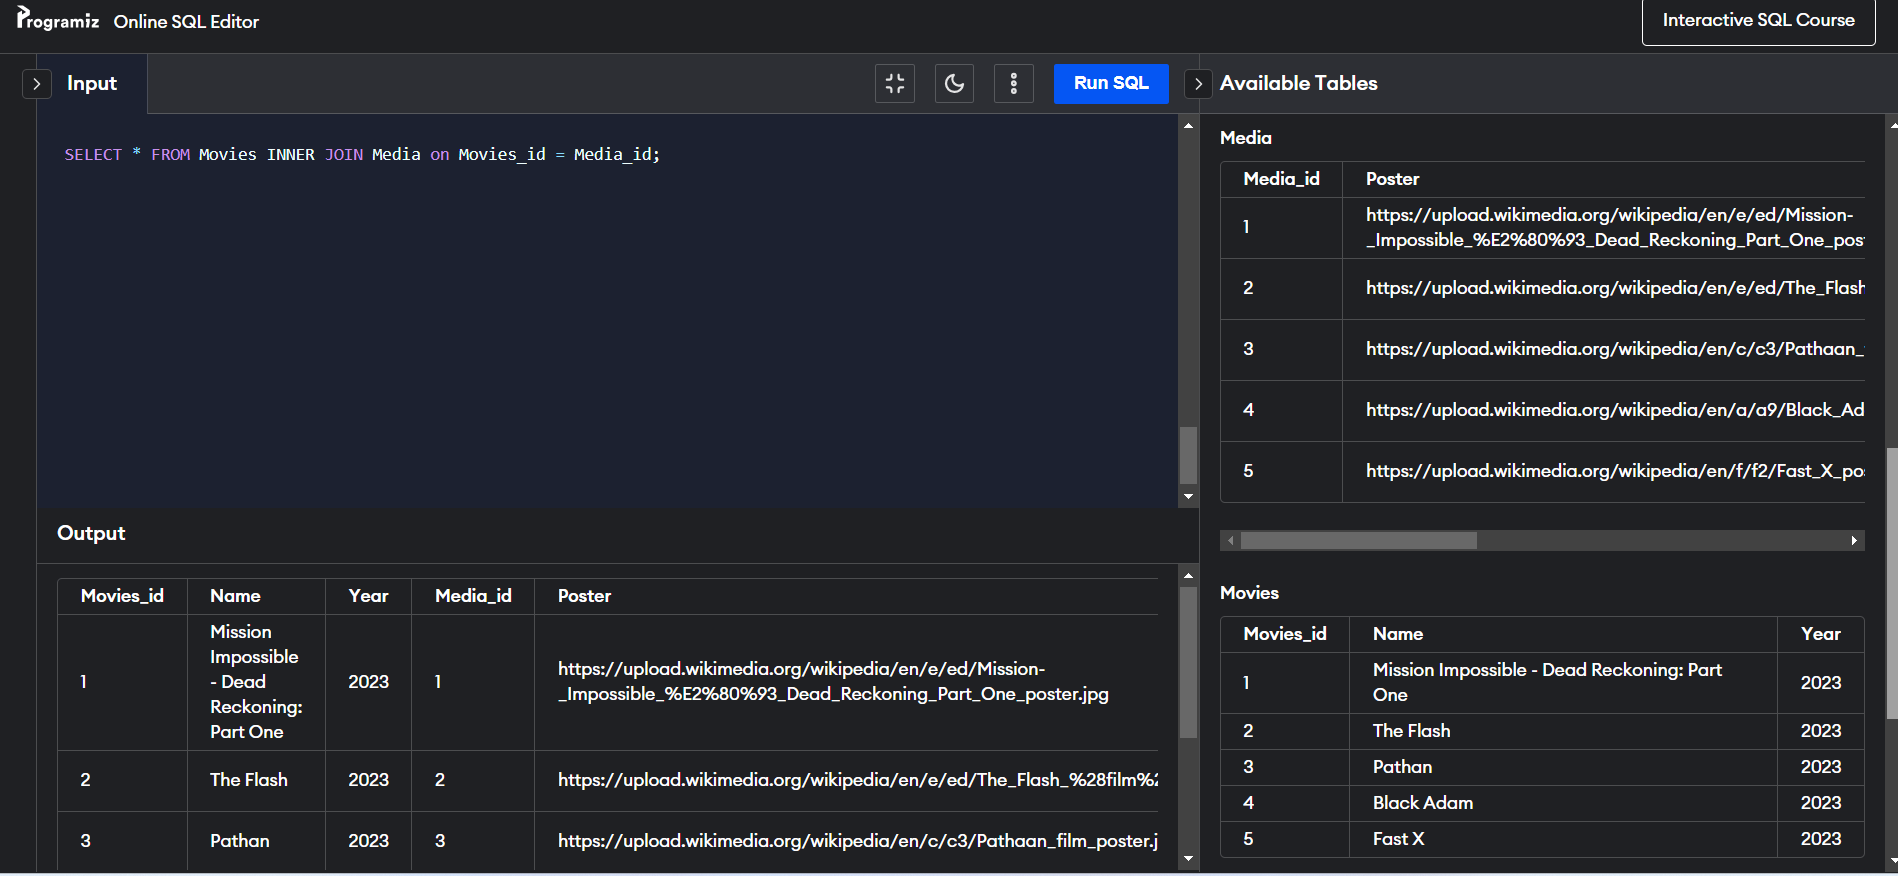 Programiz Online SQL Editor
Interactive SQL Course
Input
Run SQL
SELECT * FROM Movies INNER JOIN Media on Movies_id = Media_id;
Output
Movies_id Name Year Media_id Poster
1 Mission Impossible - Dead Reckoning: Part One 2023 1 https://upload.wikimedia.org/wikipedia/en/e/ed/Mission-_Impossible_%E2%80%93_Dead_Reckoning_Part_One_poster.jpg
2 The Flash 2023 2 https://upload.wikimedia.org/wikipedia/en/e/ed/The_Flash_%28film%2
3 Pathan 2023 3 https://upload.wikimedia.org/wikipedia/en/c/c3/Pathaan_film_poster.j
Available Tables
Media
Media_id Poster
1 https://upload.wikimedia.org/wikipedia/en/e/ed/Mission-
_Impossible_%E2%80%93_Dead_Reckoning_Part_One_post
2 https://upload.wikimedia.org/wikipedia/en/e/ed/The_Flash
3 https://upload.wikimedia.org/wikipedia/en/c/c3/Pathaan_
4 https://upload.wikimedia.org/wikipedia/en/a/a9/Black_Ad
5 https://upload.wikimedia.org/wikipedia/en/f/f2/Fast_X_pos
Movies
Movies_id Name Year
1 Mission Impossible - Dead Reckoning: Part One 2023
2 The Flash 2023
3 Pathan 2023
4 Black Adam 2023
5 Fast X 2023